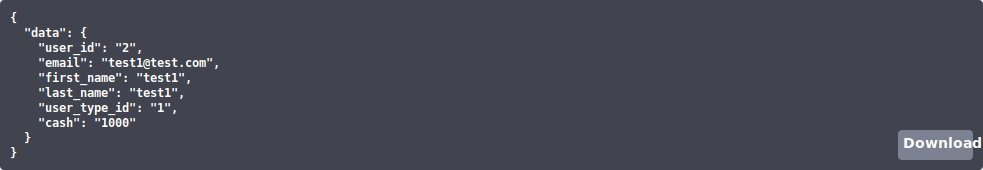 {
  "data": {
    "user_id": "2",
    "email": "test1@test.com",
    "first_name": "test1",
    "last_name": "test1",
    "user_type_id": "1",
    "cash": "1000"
  }
}
Download